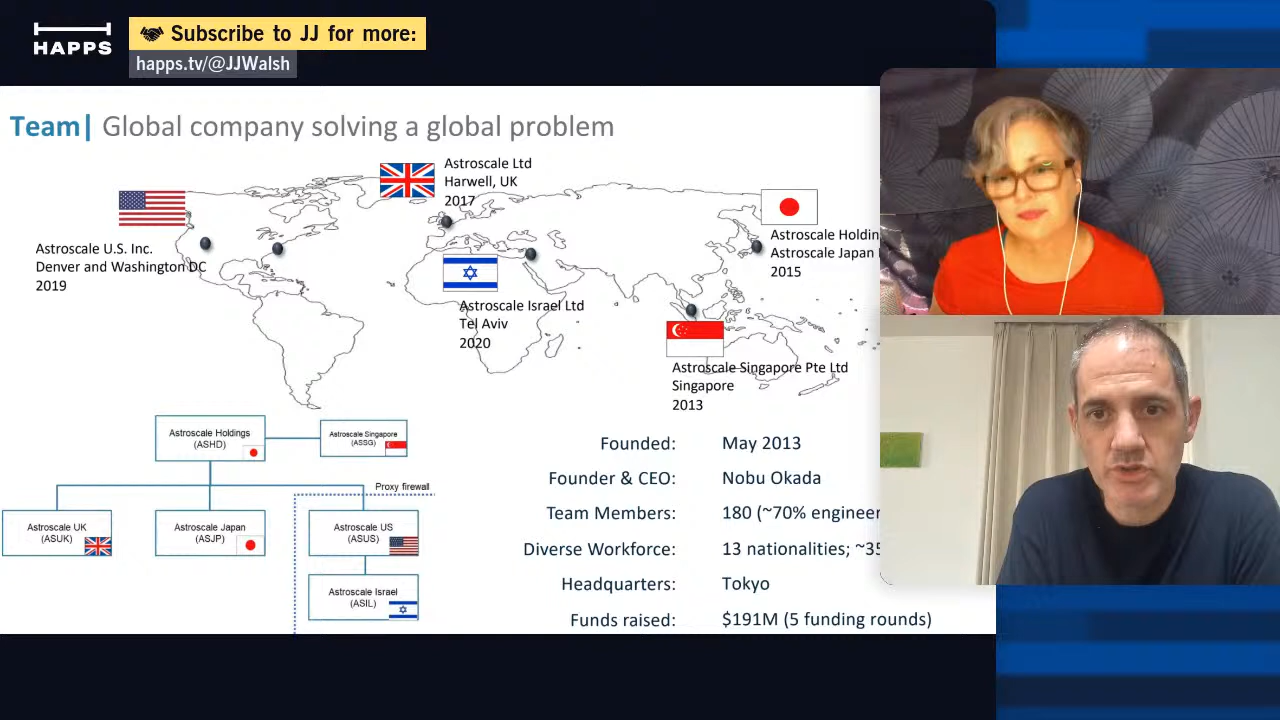 HAPPS
Subscribe to JJ for more:
happs.tv/@JJWalsh
Team| Global company solving a global problem
Astroscale Ltd
Harwell, UK
2017
Astroscale U.S. Inc.
Denver and Washington DC
2019
Astroscale Israel Ltd
Tel Aviv
2020
Astroscale
Astroscale Japan
2015
Astroscale Singapore Pte Ltd
Singapore
2013
Astroscale Holdings
(ASHD)
Astroscale Singapore
(ASSG)
Proxy firewall
Astroscale UK
(ASUK)
Astroscale Japan
(ASJP)
Astroscale US
(ASUS)
Astroscale Israel
(ASIL)
Founded: May 2013
Founder & CEO: Nobu Okada
Team Members: 180 (~70% engineer
Diverse Workforce: 13 nationalities; ~35
Headquarters: Tokyo
Funds raised: $191M (5 funding rounds)